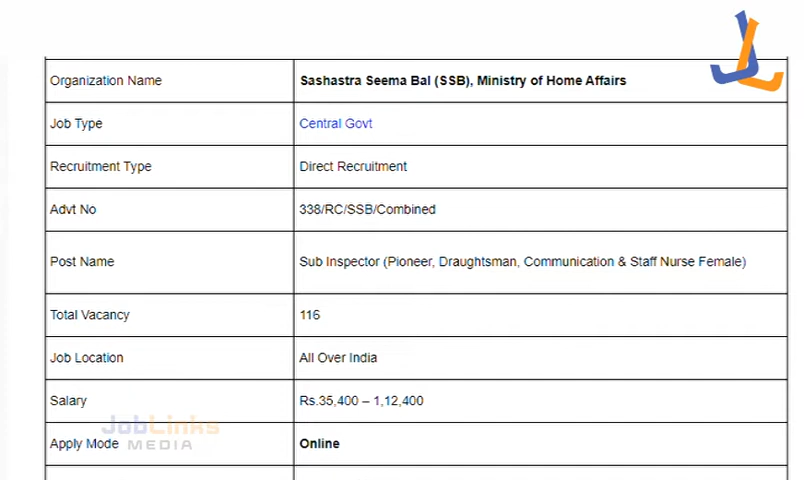 Organization Name Sashastra Seema Bal (SSB), Ministry of Home Affairs
Job Type Central Govt
Recruitment Type Direct Recruitment
Advt No 338/RC/SSB/Combined
Post Name Sub Inspector (Pioneer, Draughtsman, Communication & Staff Nurse Female)
Total Vacancy 116
Job Location All Over India
Salary Rs.35,400 – 1,12,400
JobLinks
Apply Mode Online
MEDIA